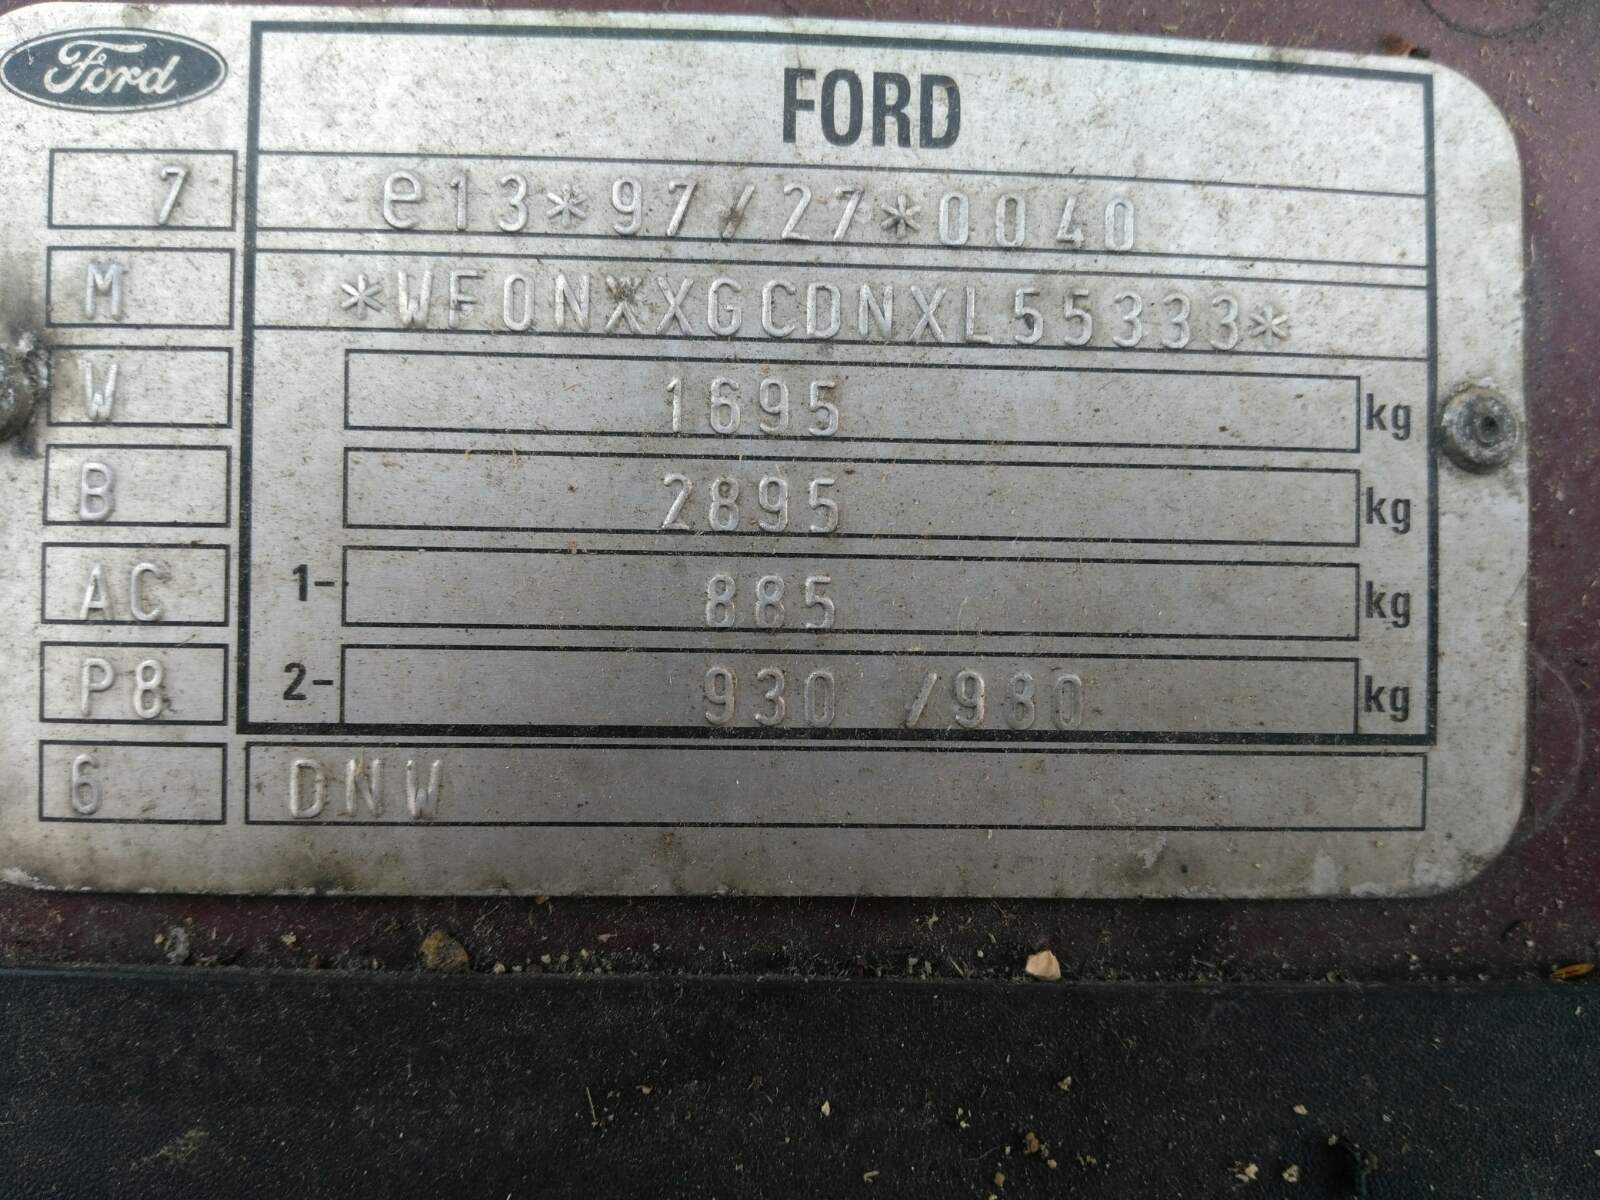 Ford
FORD
7 e13*97/27*0040
M *WF0NXXGCDNXL55333*
W 1695 kg
B 2895 kg
AC 1- 885 kg
P8 2- 930 /980 kg
6 DNW